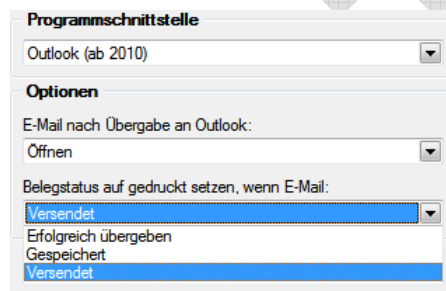 Programmschnittstelle
Outlook (ab 2010)
Optionen
E-Mail nach Übergabe an Outlook:
Öffnen
Belegstatus auf gedruckt setzen, wenn E-Mail:
Versendet
Erfolgreich übergeben
Gespeichert
Versendet